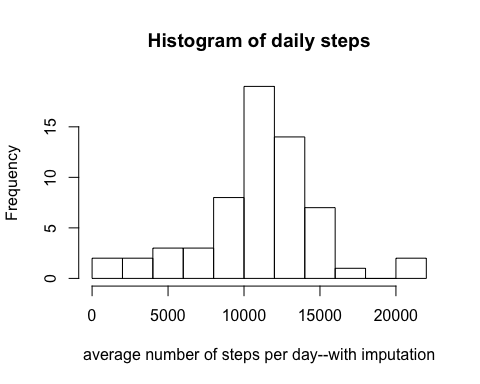 Histogram of daily steps
Frequency
15
10
5
0
0 5000 10000 15000 20000
average number of steps per day--with imputation